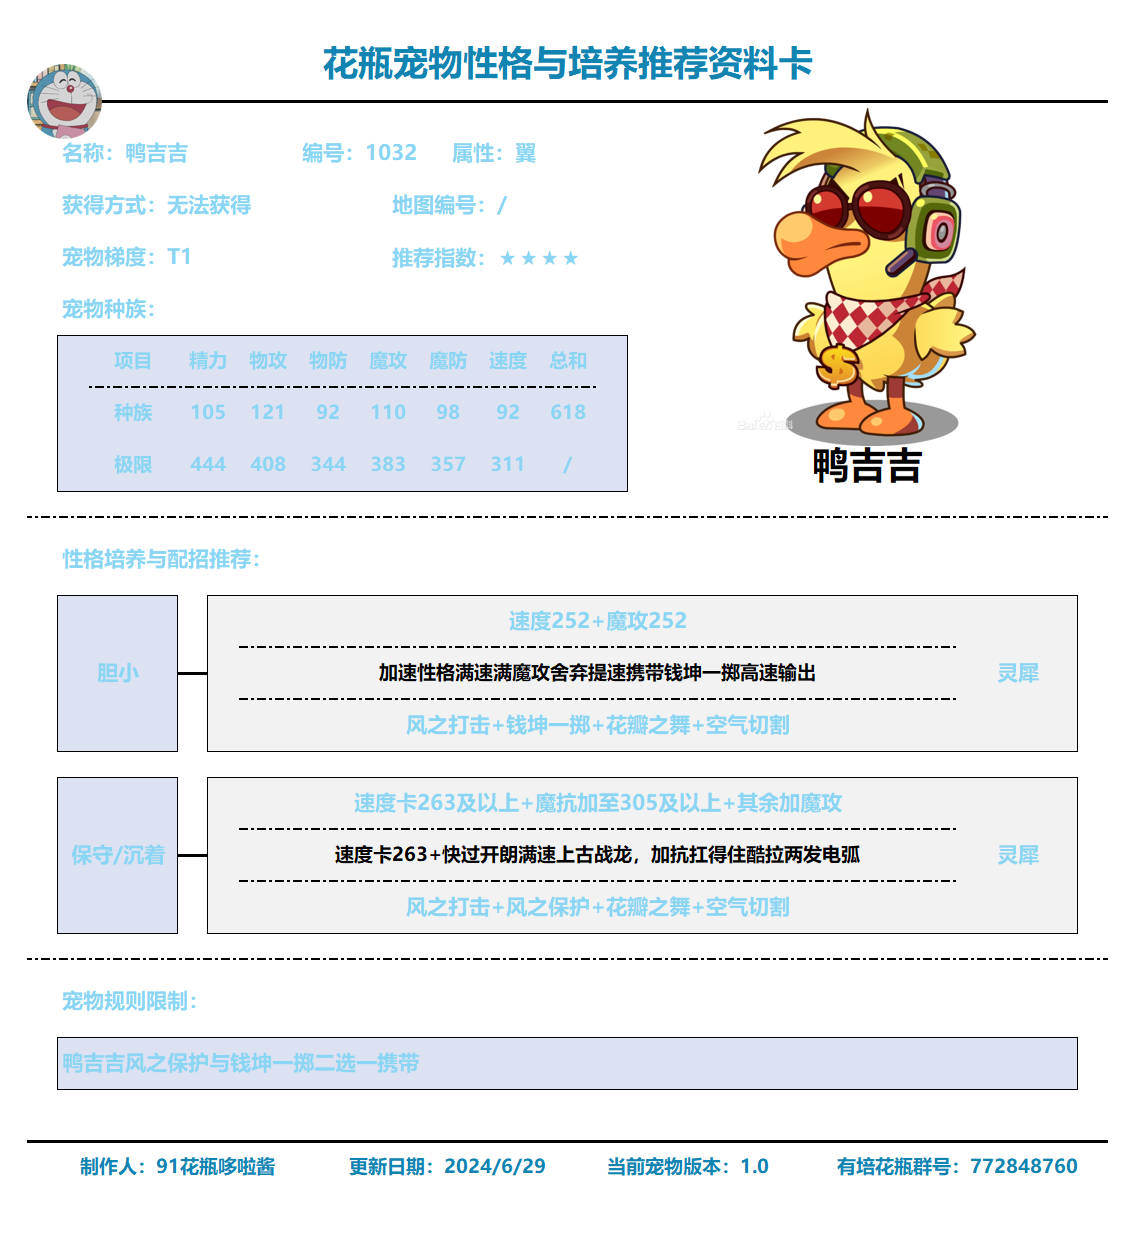 花瓶宠物性格与培养推荐资料卡
名称：鸭吉吉 编号：1032 属性：翼
获得方式：无法获得 地图编号：/
宠物梯度：T1 推荐指数：★★★★
宠物种族：
项目 精力 物攻 物防 魔攻 魔防 速度 总和
种族 105 121 92 110 98 92 618
极限 444 408 344 383 357 311 /
Baidu百科
鸭吉吉
性格培养与配招推荐：
胆小
速度252+魔攻252
加速性格满速满魔攻舍弃提速携带钱坤一掷高速输出
灵犀
风之打击+钱坤一掷+花瓣之舞+空气切割
保守/沉着
速度卡263及以上+魔抗加至305及以上+其余加魔攻
速度卡263+快过开朗满速上古战龙，加抗扛得住酷拉两发电弧
灵犀
风之打击+风之保护+花瓣之舞+空气切割
宠物规则限制：
鸭吉吉风之保护与钱坤一掷二选一携带
制作人：91花瓶哆啦酱 更新日期：2024/6/29 当前宠物版本：1.0 有培花瓶群号：772848760